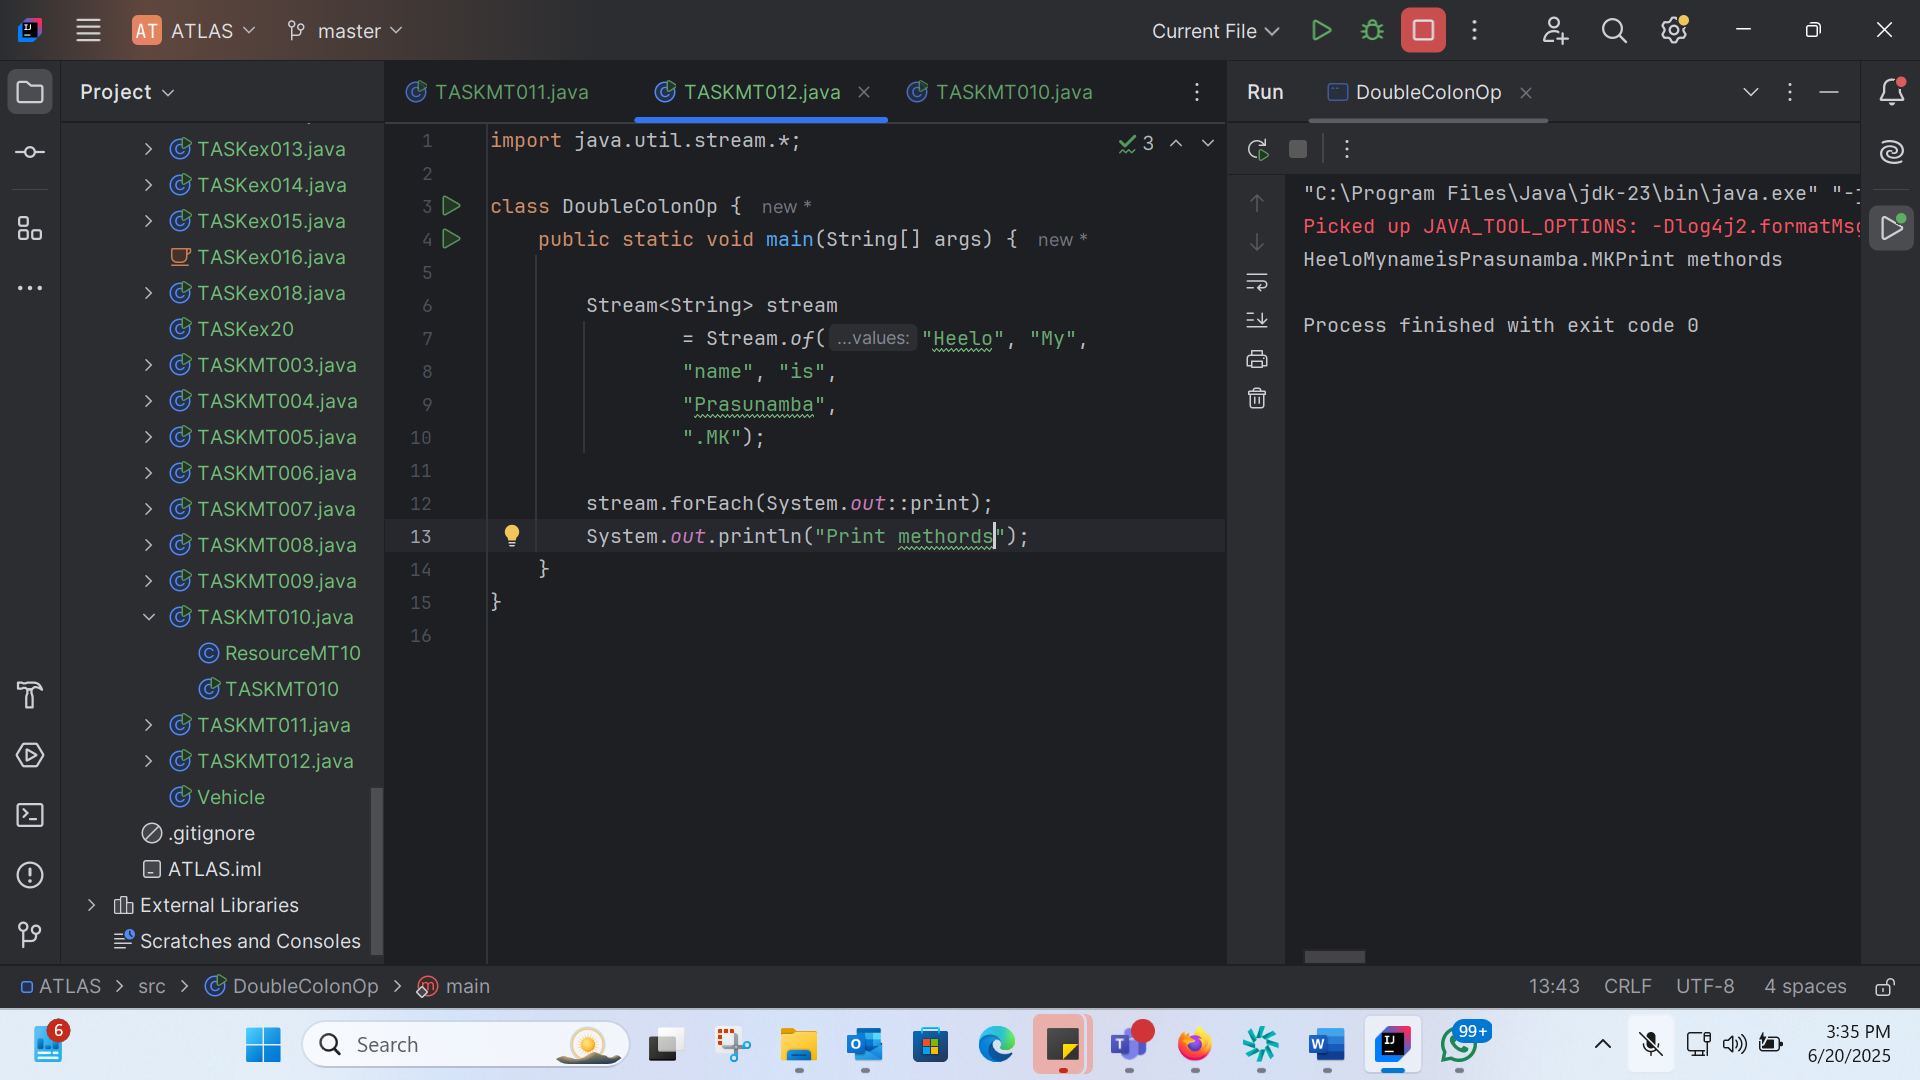 AT ATLAS master Current File
Project
TASKMT011.java TASKMT012.java TASKMT010.java
Run DoubleColonOp
TASKex013.java
TASKex014.java
TASKex015.java
TASKex016.java
TASKex018.java
TASKex20
TASKMT003.java
TASKMT004.java
TASKMT005.java
TASKMT006.java
TASKMT007.java
TASKMT008.java
TASKMT009.java
TASKMT010.java
ResourceMT10
TASKMT010
TASKMT011.java
TASKMT012.java
Vehicle
.gitignore
ATLAS.iml
External Libraries
Scratches and Consoles
1 import java.util.stream.*; 3
2
3 class DoubleColonOp { new *
4 public static void main(String[] args) { new *
5
6 Stream<String> stream
7 = Stream.of( ...values: "Heelo", "My",
8 "name", "is",
9 "Prasunamba",
10 ".MK");
11
12 stream.forEach(System.out::print);
13 System.out.println("Print methords");
14 }
15 }
16
"C:\Program Files\Java\jdk-23\bin\java.exe" "-j
Picked up JAVA_TOOL_OPTIONS: -Dlog4j2.formatMsg
HeeloMynameisPrasunamba.MKPrint methords
Process finished with exit code 0
ATLAS > src > DoubleColonOp > main
13:43 CRLF UTF-8 4 spaces
6
Search
99+
3:35 PM
6/20/2025